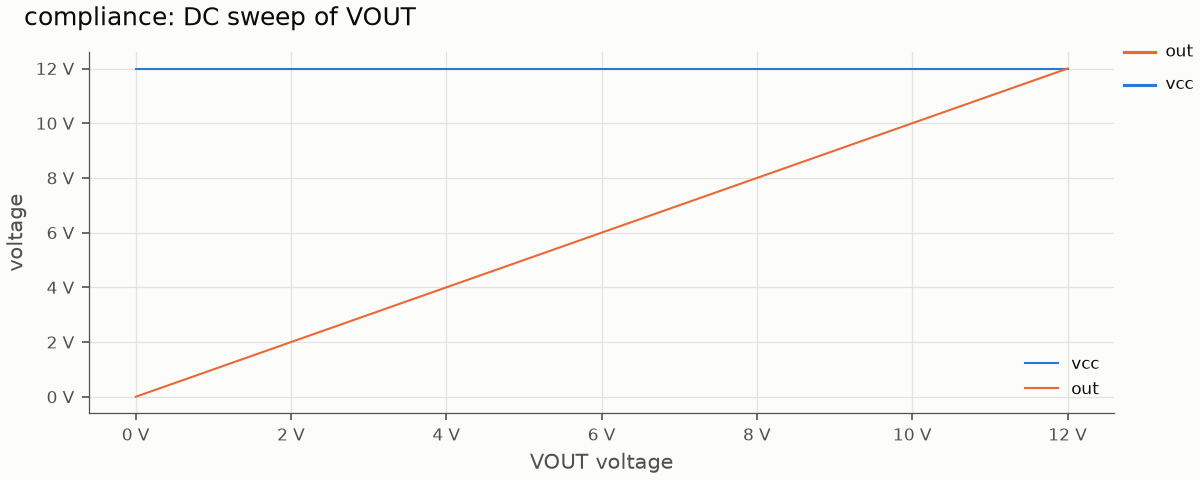 compliance: DC sweep of VOUT
out
vcc
voltage
12 V
10 V
8 V
6 V
4 V
2 V
0 V
vcc
out
0 V 2 V 4 V 6 V 8 V 10 V 12 V
VOUT voltage